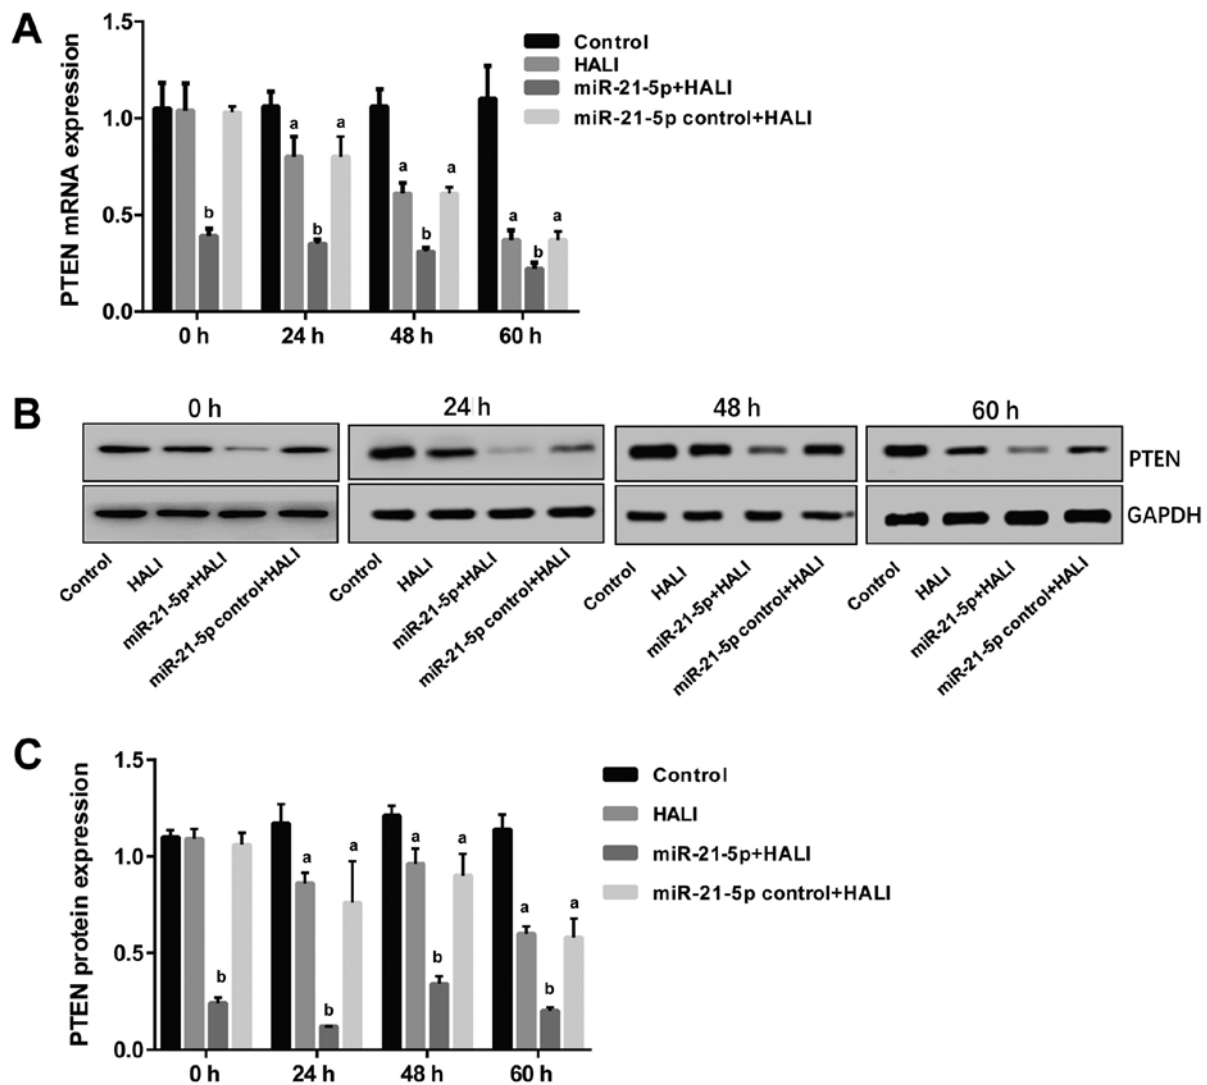 A
PTEN mRNA expression
1.5
1.0
0.5
0.0
Control
HALI
miR-21-5p+HALI
miR-21-5p control+HALI
b
a
b
a
a
b
a
a
b
a
0 h
24 h
48 h
60 h
B
0 h
24 h
48 h
60 h
PTEN
GAPDH
Control
HALI
miR-21-5p+HALI
miR-21-5p control+HALI
Control
HALI
miR-21-5p+HALI
miR-21-5p control+HALI
Control
HALI
miR-21-5p+HALI
miR-21-5p control+HALI
Control
HALI
miR-21-5p+HALI
miR-21-5p control+HALI
C
PTEN protein expression
1.5
1.0
0.5
0.0
Control
HALI
miR-21-5p+HALI
miR-21-5p control+HALI
b
a
b
a
a
b
a
a
b
a
0 h
24 h
48 h
60 h